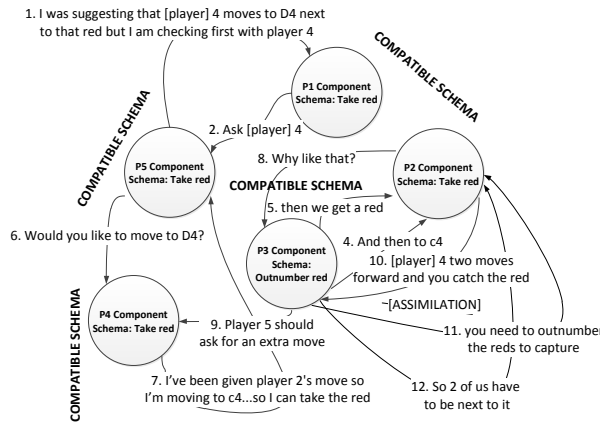 1. I was suggesting that [player] 4 moves to D4 next
to that red but I am checking first with player 4
COMPATIBLE SCHEMA
P1 Component
Schema: Take red
COMPATIBLE SCHEMA
2. Ask [player] 4
8. Why like that?
P5 Component
Schema: Take red
P2 Component
Schema: Take red
COMPATIBLE SCHEMA
5. then we get a red
6. Would you like to move to D4?
P3 Component
Schema:
Outnumber red
4. And then to c4
10. [player] 4 two moves
forward and you catch the red
[ASSIMILATION]
COMPATIBLE SCHEMA
P4 Component
Schema: Take red
9. Player 5 should
ask for an extra move
11. you need to outnumber
the reds to capture
7. I've been given player 2's move so
I'm moving to c4...so I can take the red
12. So 2 of us have
to be next to it